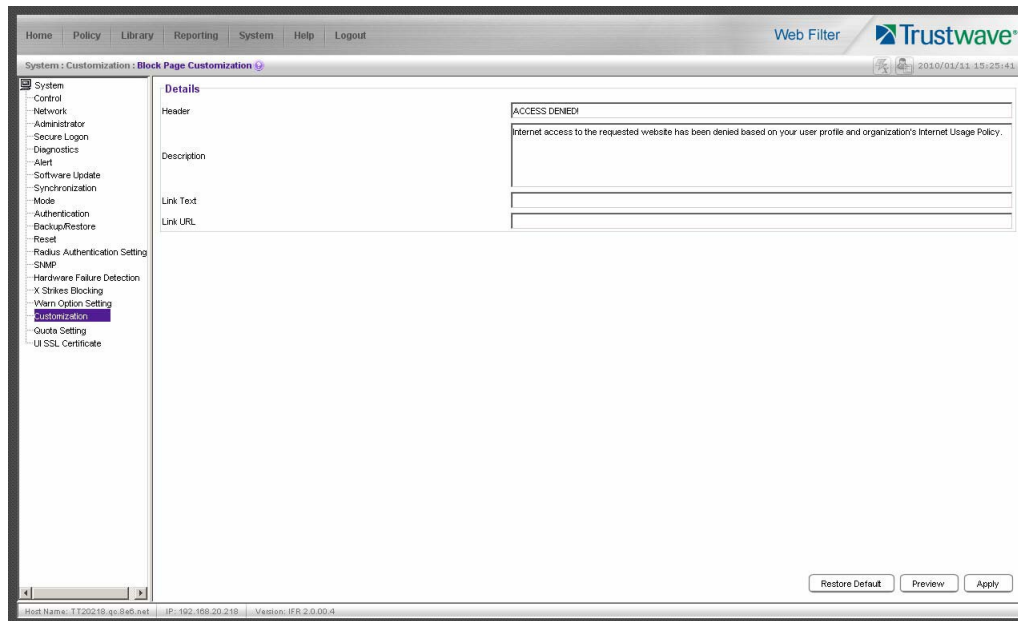 Home Policy Library Reporting System Help Logout
Web Filter
Trustwave®
System : Customization : Block Page Customization
2010/01/11 15:25:41
System
Control
Network
Administrator
Secure Logon
Diagnostics
Alert
Software Update
Synchronization
Mode
Authentication
Backup/Restore
Reset
Radius Authentication Setting
SNMP
Hardware Failure Detection
X Strikes Blocking
Warn Option Setting
Customization
Quota Setting
UI SSL Certificate
Details
Header
ACCESS DENIED!
Description
Internet access to the requested website has been denied based on your user profile and organization's Internet Usage Policy.
Link Text
Link URL
Restore Default Preview Apply
Host Name: TT20218.qc.8e6.net IP: 192.168.20.218 Version: IFR 2.0.00.4